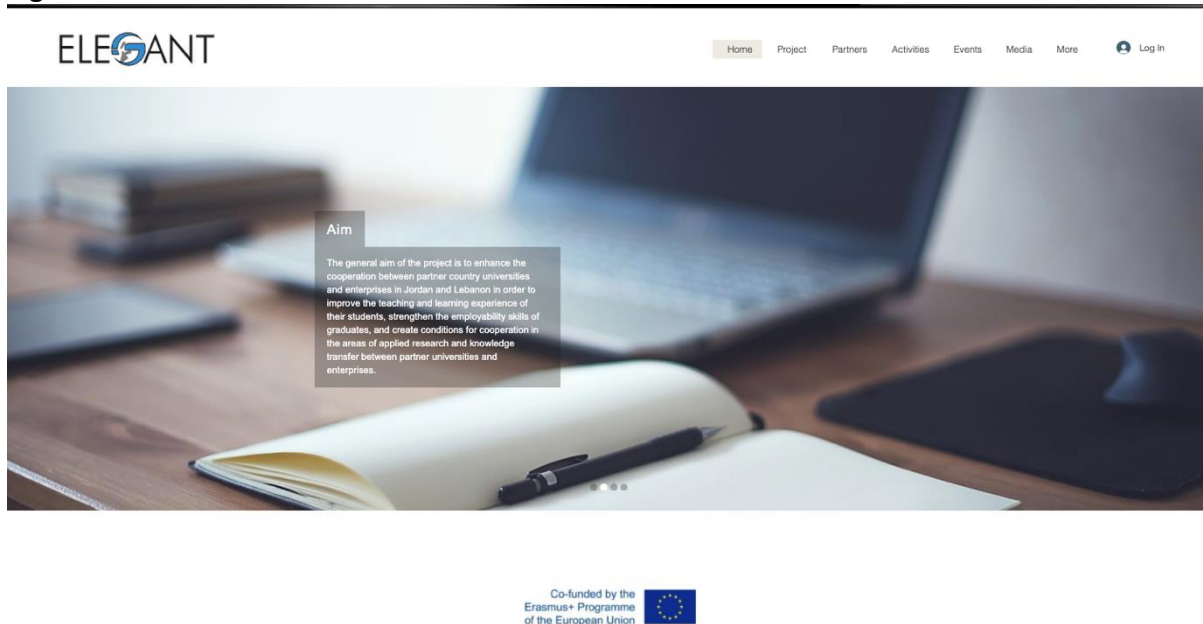 ELEGANT
Home Project Partners Activities Events Media More Log In
Aim
The general aim of the project is to enhance the
cooperation between partner country universities
and enterprises in Jordan and Lebanon in order to
improve the teaching and learning experience of
their students, strengthen the employability skills of
graduates, and create conditions for cooperation in
the areas of applied research and knowledge
transfer between partner universities and
enterprises.
Co-funded by the
Erasmus+ Programme
of the European Union